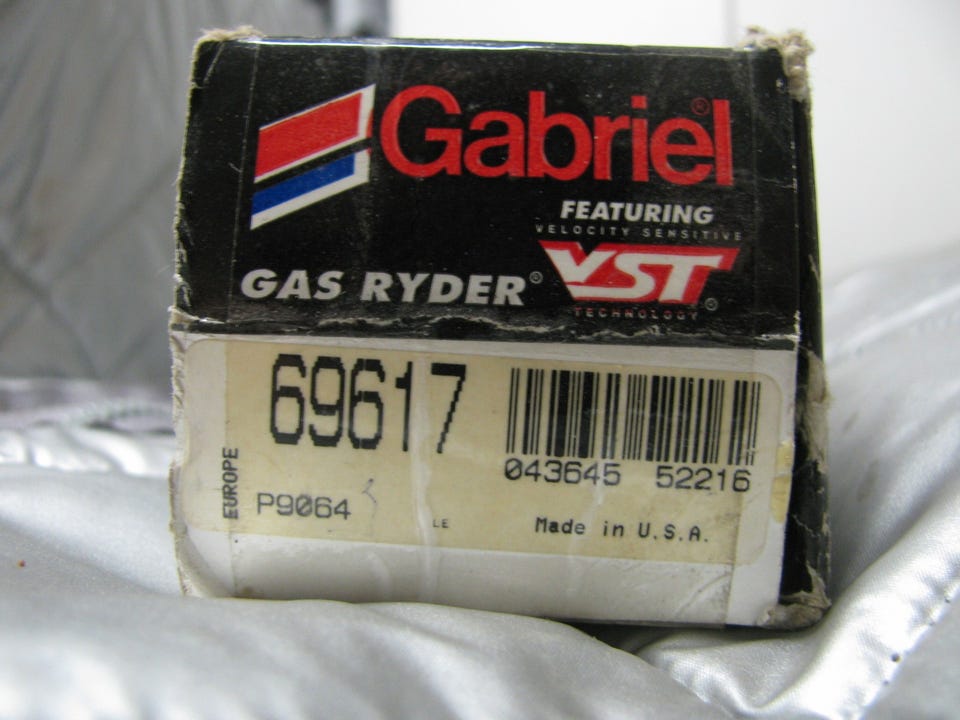 Gabriel®
FEATURING
VELOCITY SENSITIVE
GAS RYDER® VST®
TECHNOLOGY
69617
043645 52216
EUROPE
P9064
LE
Made in U.S.A.